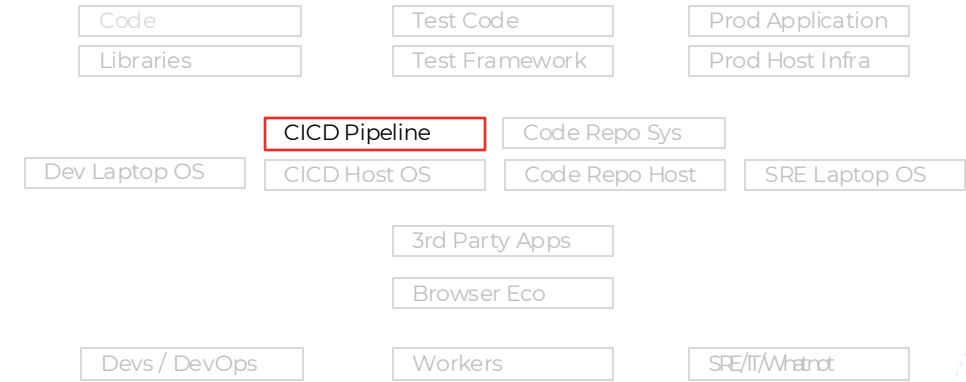 Code
Test Code
Prod Application
Libraries
Test Framework
Prod Host Infra
CICD Pipeline
Code Repo Sys
Dev Laptop OS
CICD Host OS
Code Repo Host
SRE Laptop OS
3rd Party Apps
Browser Eco
Devs / DevOps
Workers
SRE/IT/Whatnot